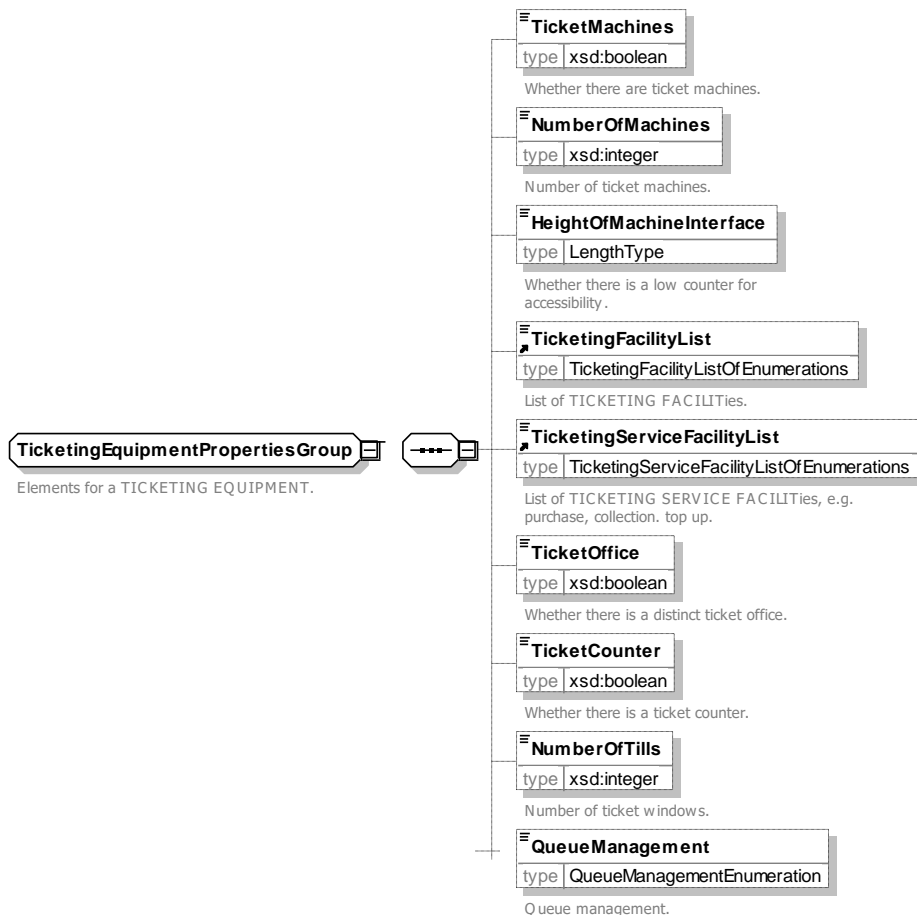 TicketMachines
type xsd:boolean
Whether there are ticket machines.
NumberOfMachines
type xsd:integer
Number of ticket machines.
HeightOfMachineInterface
type LengthType
Whether there is a low counter for
accessibility.
TicketingFacilityList
type TicketingFacilityListOfEnumerations
List of TICKETING FACILITies.
TicketingEquipmentPropertiesGroup
Elements for a TICKETING EQUIPMENT.
TicketingServiceFacilityList
type TicketingServiceFacilityListOfEnumerations
List of TICKETING SERVICE FACILITies, e.g.
purchase, collection. top up.
TicketOffice
type xsd:boolean
Whether there is a distinct ticket office.
TicketCounter
type xsd:boolean
Whether there is a ticket counter.
NumberOfTills
type xsd:integer
Number of ticket windows.
QueueManagement
type QueueManagementEnumeration
Queue management.